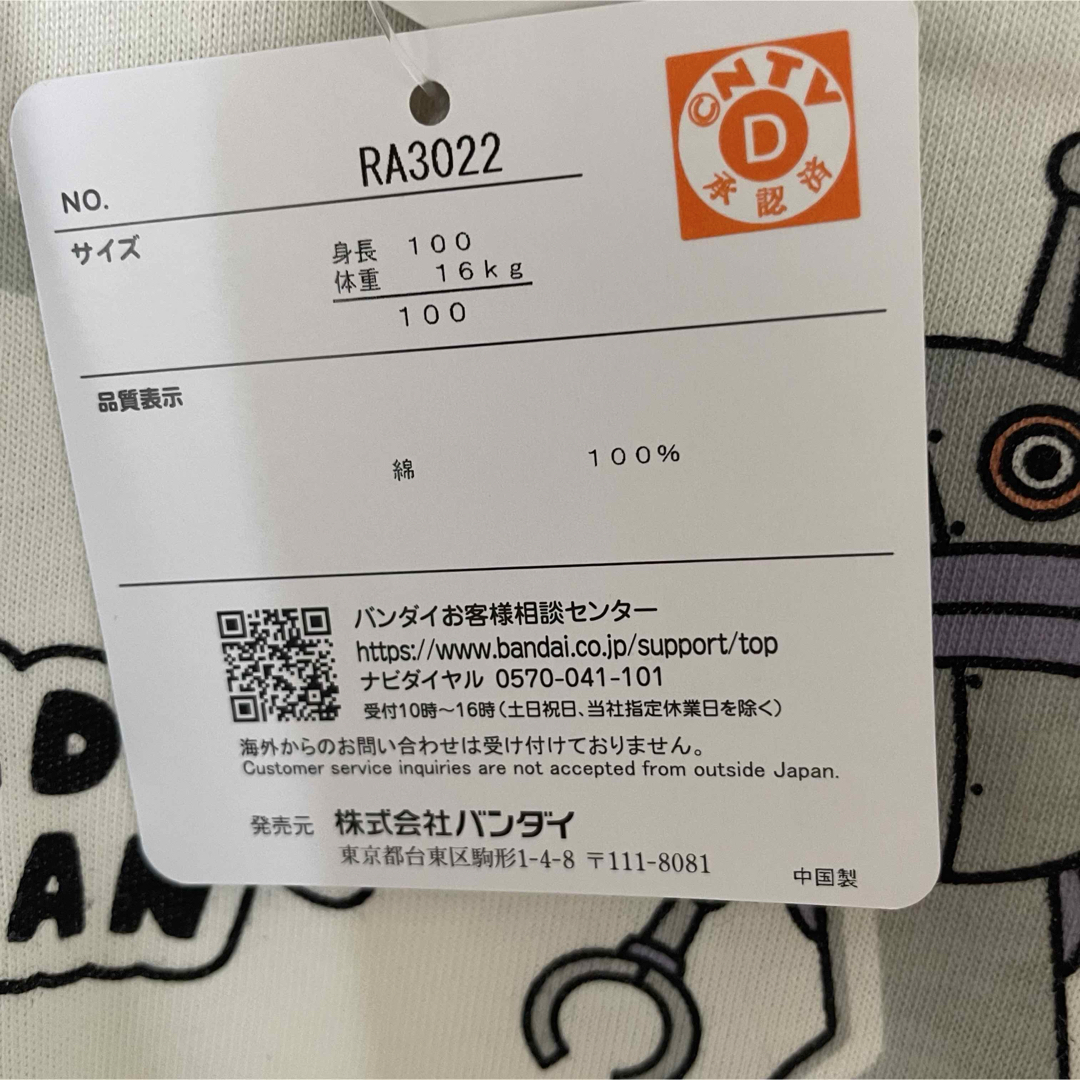 ©NTV
D
承認済
NO. RA3022
サイズ 身長 100
体重 16kg
100
品質表示
綿 100%
バンダイお客様相談センター
https://www.bandai.co.jp/support/top
ナビダイヤル 0570-041-101
受付10時～16時(土日祝日、当社指定休業日を除く)
海外からのお問い合わせは受け付けておりません。
Customer service inquiries are not accepted from outside Japan.
発売元 株式会社バンダイ
東京都台東区駒形1-4-8 〒111-8081
中国製
D
AN